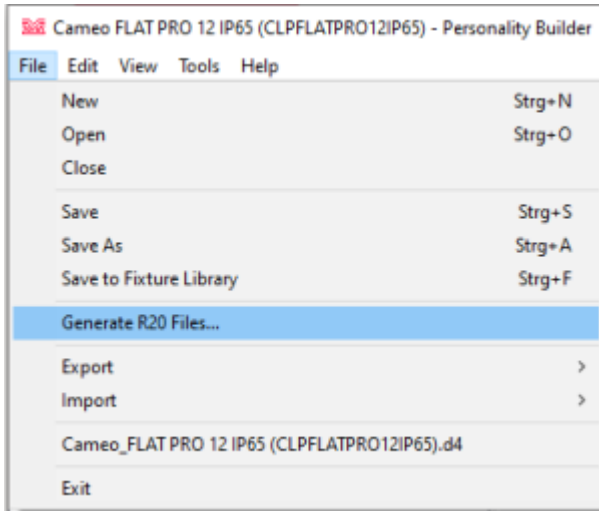 Cameo FLAT PRO 12 IP65 (CLPFLATPRO12IP65) - Personality Builder
File Edit View Tools Help
New Strg+N
Open Strg+O
Close
Save Strg+S
Save As Strg+A
Save to Fixture Library Strg+F
Generate R20 Files...
Export >
Import >
Cameo_FLAT PRO 12 IP65 (CLPFLATPRO12IP65).d4
Exit